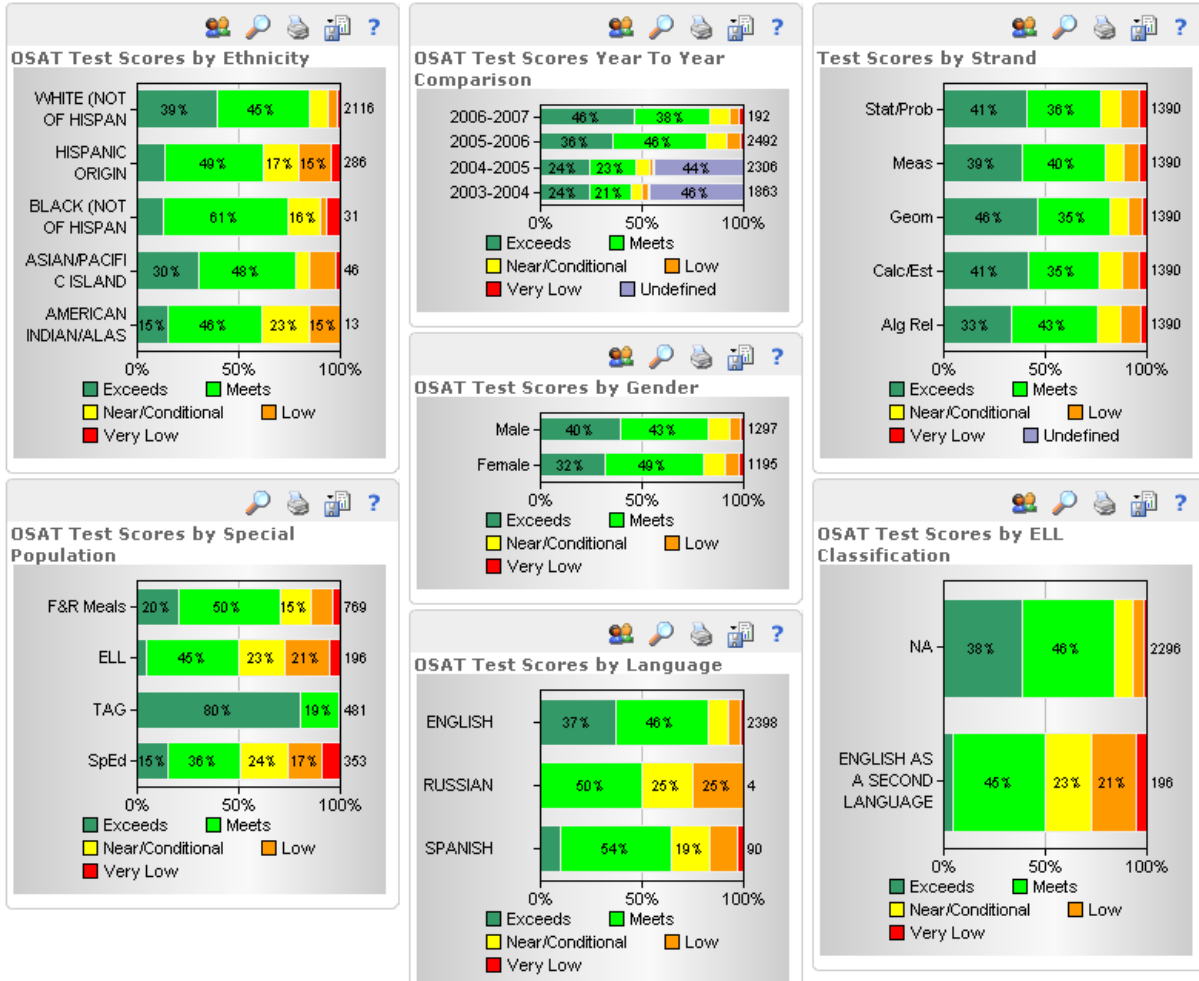 OSAT Test Scores by Ethnicity
WHITE (NOT
OF HISPAN
39%
45%
2116
HISPANIC
ORIGIN
49%
17%
15%
286
BLACK (NOT
OF HISPAN
61%
16%
31
ASIAN/PACIFI
C ISLAND
30%
48%
46
AMERICAN
INDIAN/ALAS
15%
46%
23%
15%
13
0%
50%
100%
Exceeds
Meets
Near/Conditional
Low
Very Low
OSAT Test Scores by Special
Population
F&R Meals
20%
50%
15%
769
ELL
45%
23%
21%
196
TAG
80%
19%
481
SpEd
15%
36%
24%
17%
353
0%
50%
100%
Exceeds
Meets
Near/Conditional
Low
Very Low
OSAT Test Scores Year To Year
Comparison
2006-2007
46%
38%
192
2005-2006
36%
46%
2492
2004-2005
24%
23%
44%
2306
2003-2004
24%
21%
46%
1863
0%
50%
100%
Exceeds
Meets
Near/Conditional
Low
Very Low
Undefined
OSAT Test Scores by Gender
Male
40%
43%
1297
Female
32%
49%
1195
0%
50%
100%
Exceeds
Meets
Near/Conditional
Low
Very Low
OSAT Test Scores by Language
ENGLISH
37%
46%
2398
RUSSIAN
50%
25%
25%
4
SPANISH
54%
19%
90
0%
50%
100%
Exceeds
Meets
Near/Conditional
Low
Very Low
Test Scores by Strand
Stat/Prob
41%
36%
1390
Meas
39%
40%
1390
Geom
46%
35%
1390
Calc/Est
41%
35%
1390
Alg Rel
33%
43%
1390
0%
50%
100%
Exceeds
Meets
Near/Conditional
Low
Very Low
Undefined
OSAT Test Scores by ELL
Classification
NA
38%
46%
2296
ENGLISH AS
A SECOND
LANGUAGE
45%
23%
21%
196
0%
50%
100%
Exceeds
Meets
Near/Conditional
Low
Very Low